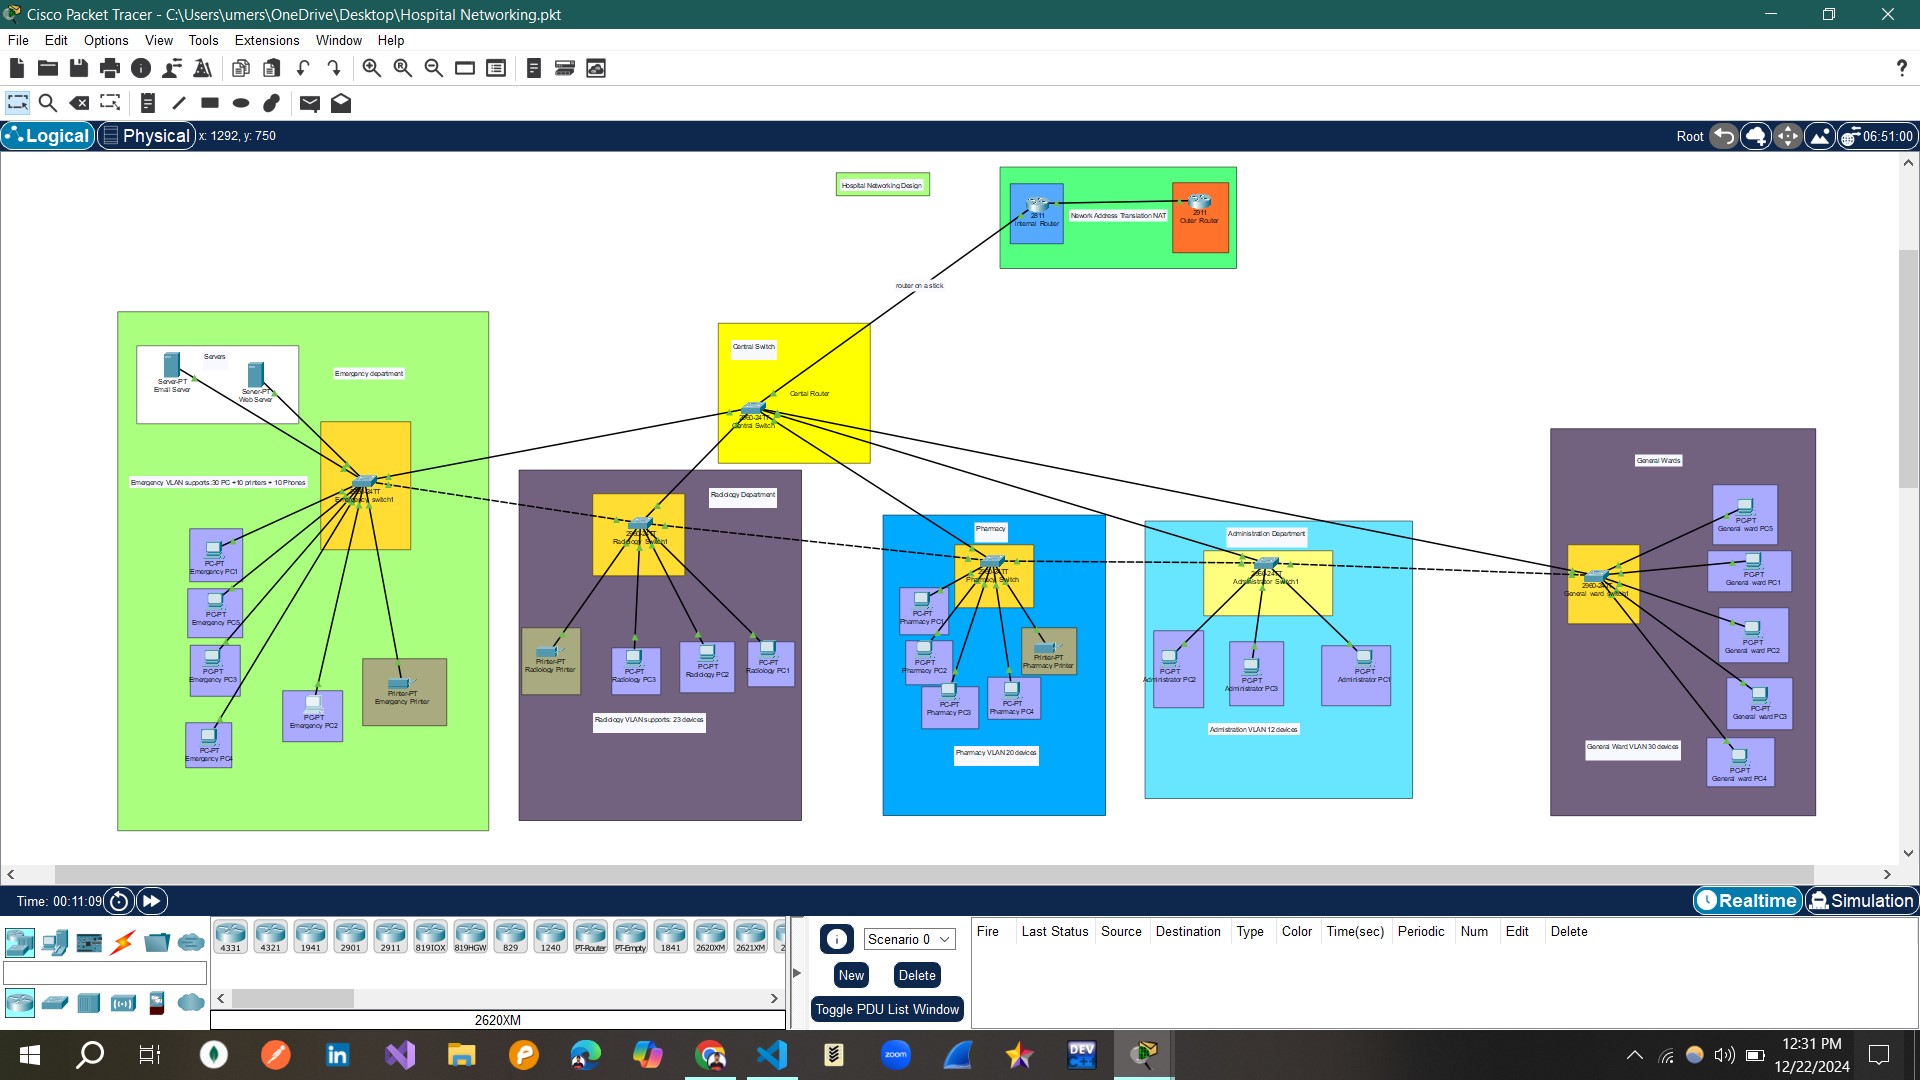 Cisco Packet Tracer - C:\Users\umers\OneDrive\Desktop\Hospital Networking.pkt
File Edit Options View Tools Extensions Window Help
?
Logical Physical x: 1292, y: 750
Root 06:51:00
Hospital Networking Design
2811
Internal Router
Nework Address Translation NAT
2911
Outer Router
router on a stick
Central Switch
Cental Router
2960-24TT
Central Switch
Servers
Server-PT
Email Server
Server-PT
Web Server
Emergency department
Emergency VLAN supports:30 PC +10 printers + 10 Phones
Emergency switch1
PC-PT
Emergency PC1
PC-PT
Emergency PC5
PC-PT
Emergency PC3
PC-PT
Emergency PC4
PC-PT
Emergency PC2
Printer-PT
Emergency Printer
Radiology Department
2960-24TT
Radiology Switch1
Printer-PT
Radiology Printer
PC-PT
Radiology PC3
PC-PT
Radiology PC2
PC-PT
Radiology PC1
Radiology VLAN supports: 23 devices
Pharmacy
2960-24TT
Pharmacy Switch
PC-PT
Pharmacy PC1
PC-PT
Pharmacy PC2
PC-PT
Pharmacy PC3
PC-PT
Pharmacy PC4
Printer-PT
Pharmacy Printer
Pharmacy VLAN 20 devices
Administration Department
2960-24TT
Administrator Switch1
PC-PT
Administrator PC2
PC-PT
Administrator PC3
PC-PT
Administrator PC1
Admistration VLAN 12 devices
General Wards
2960-24TT
General ward switch1
PC-PT
General ward PC5
PC-PT
General ward PC1
PC-PT
General ward PC2
PC-PT
General ward PC3
PC-PT
General ward PC4
General Ward VLAN 30 devices
Time: 00:11:09
Realtime Simulation
4331 4321 1941 2901 2911 819IOX 819HGW 829 1240 PT-Router PT-Empty 1841 2620XM 2621XM 2
2620XM
Scenario 0
New Delete
Toggle PDU List Window
Fire Last Status Source Destination Type Color Time(sec) Periodic Num Edit Delete
in
zoom
DEV
C++
12:31 PM
12/22/2024